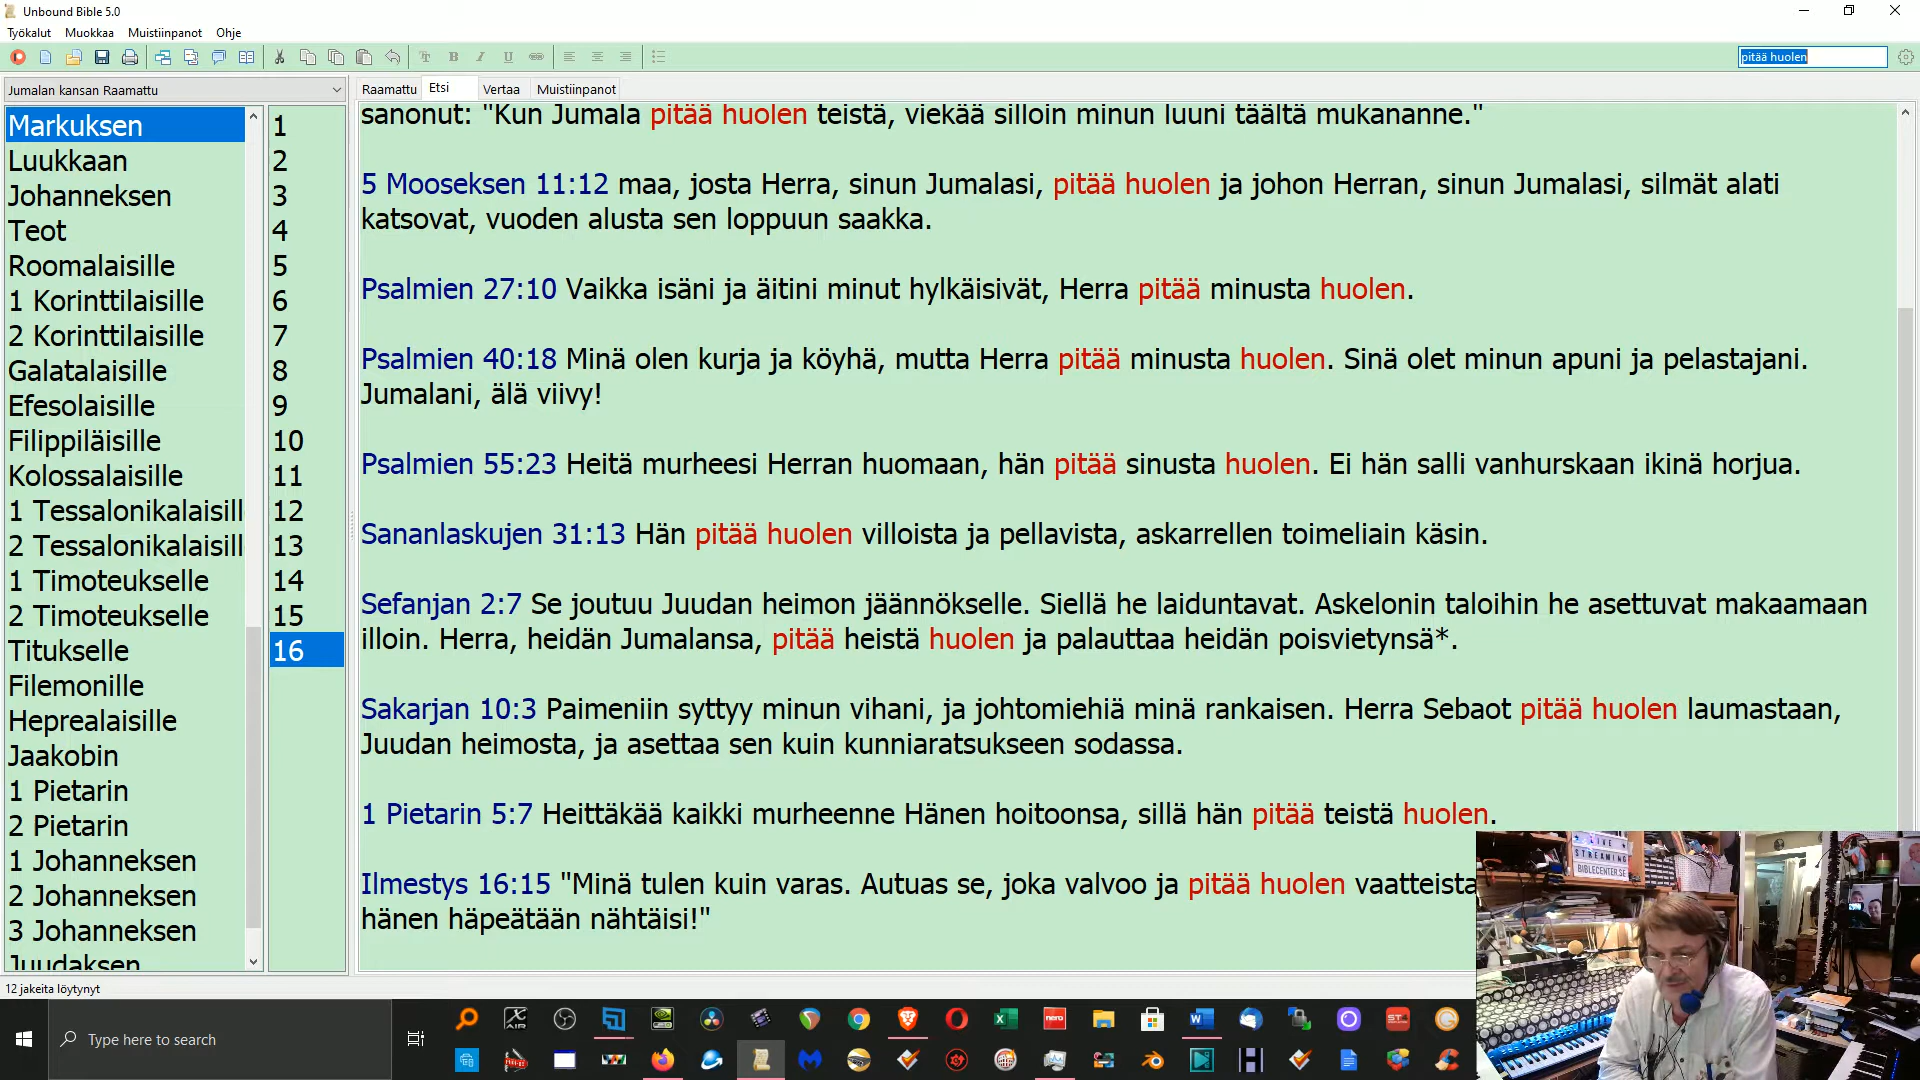 Unbound Bible 5.0
Työkalut Muokkaa Muistiinpanot Ohje
pitää huolen
Jumalan kansan Raamattu
Raamattu Etsi Vertaa Muistiinpanot
Markuksen
Luukkaan
Johanneksen
Teot
Roomalaisille
1 Korinttilaisille
2 Korinttilaisille
Galatalaisille
Efesolaisille
Filippiläisille
Kolossalaisille
1 Tessalonikalaisill
2 Tessalonikalaisill
1 Timoteukselle
2 Timoteukselle
Titukselle
Filemonille
Heprealaisille
Jaakobin
1 Pietarin
2 Pietarin
1 Johanneksen
2 Johanneksen
3 Johanneksen
Juudaksen
1
2
3
4
5
6
7
8
9
10
11
12
13
14
15
16
sanonut: "Kun Jumala pitää huolen teistä, viekää silloin minun luuni täältä mukananne."
5 Mooseksen 11:12 maa, josta Herra, sinun Jumalasi, pitää huolen ja johon Herran, sinun Jumalasi, silmät alati
katsovat, vuoden alusta sen loppuun saakka.
Psalmien 27:10 Vaikka isäni ja äitini minut hylkäisivät, Herra pitää minusta huolen.
Psalmien 40:18 Minä olen kurja ja köyhä, mutta Herra pitää minusta huolen. Sinä olet minun apuni ja pelastajani.
Jumalani, älä viivy!
Psalmien 55:23 Heitä murheesi Herran huomaan, hän pitää sinusta huolen. Ei hän salli vanhurskaan ikinä horjua.
Sananlaskujen 31:13 Hän pitää huolen villoista ja pellavista, askarrellen toimeliain käsin.
Sefanjan 2:7 Se joutuu Juudan heimon jäännökselle. Siellä he laiduntavat. Askelonin taloihin he asettuvat makaamaan
illoin. Herra, heidän Jumalansa, pitää heistä huolen ja palauttaa heidän poisvietynsä*.
Sakarjan 10:3 Paimeniin syttyy minun vihani, ja johtomiehiä minä rankaisen. Herra Sebaot pitää huolen laumastaan,
Juudan heimosta, ja asettaa sen kuin kunniaratsukseen sodassa.
1 Pietarin 5:7 Heittäkää kaikki murheenne Hänen hoitoonsa, sillä hän pitää teistä huolen.
Ilmestys 16:15 "Minä tulen kuin varas. Autuas se, joka valvoo ja pitää huolen vaatteista
hänen häpeätään nähtäisi!"
LIVE
STREAMING
BIBLECENTER.SE
12 jakeita löytynyt
Type here to search